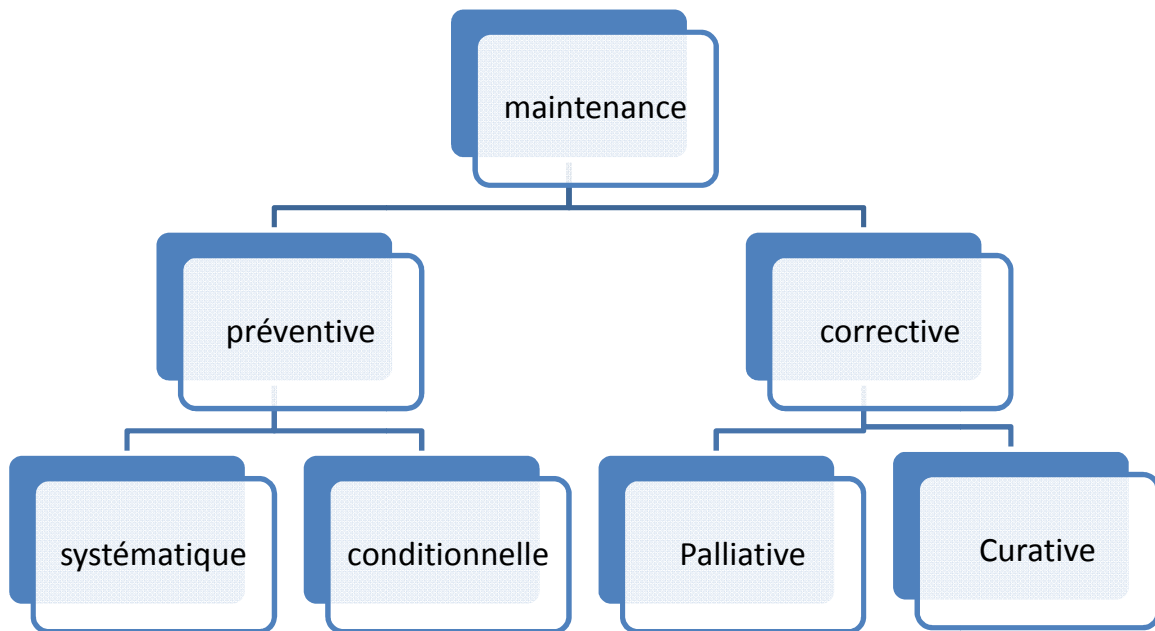 maintenance
préventive
corrective
systématique
conditionnelle
Palliative
Curative